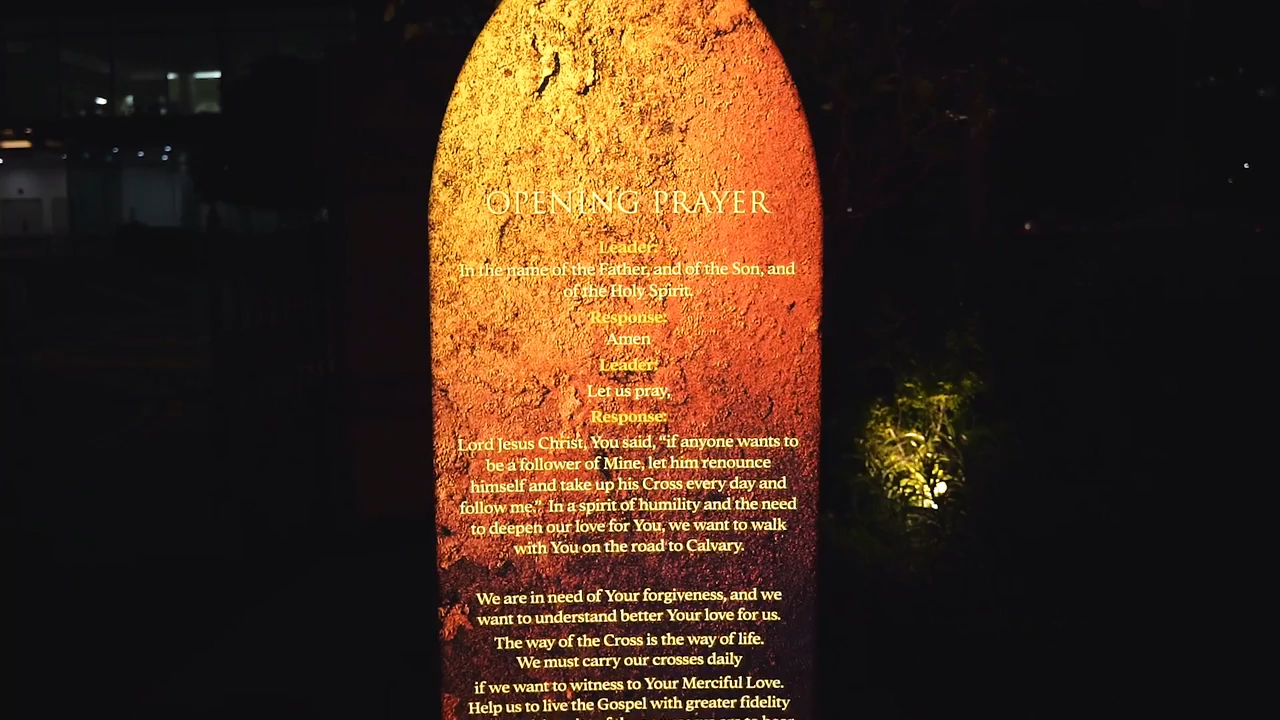 OPENING PRAYER
Leader:
In the name of the Father, and of the Son, and
of the Holy Spirit.
Response:
Amen
Leader:
Let us pray,
Response:
Lord Jesus Christ, You said, “if anyone wants to
be a follower of Mine, let him renounce
himself and take up his Cross every day and
follow me.” In a spirit of humility and the need
to deepen our love for You, we want to walk
with You on the road to Calvary.
We are in need of Your forgiveness, and we
want to understand better Your love for us.
The way of the Cross is the way of life.
We must carry our crosses daily
if we want to witness to Your Merciful Love.
Help us to live the Gospel with greater fidelity